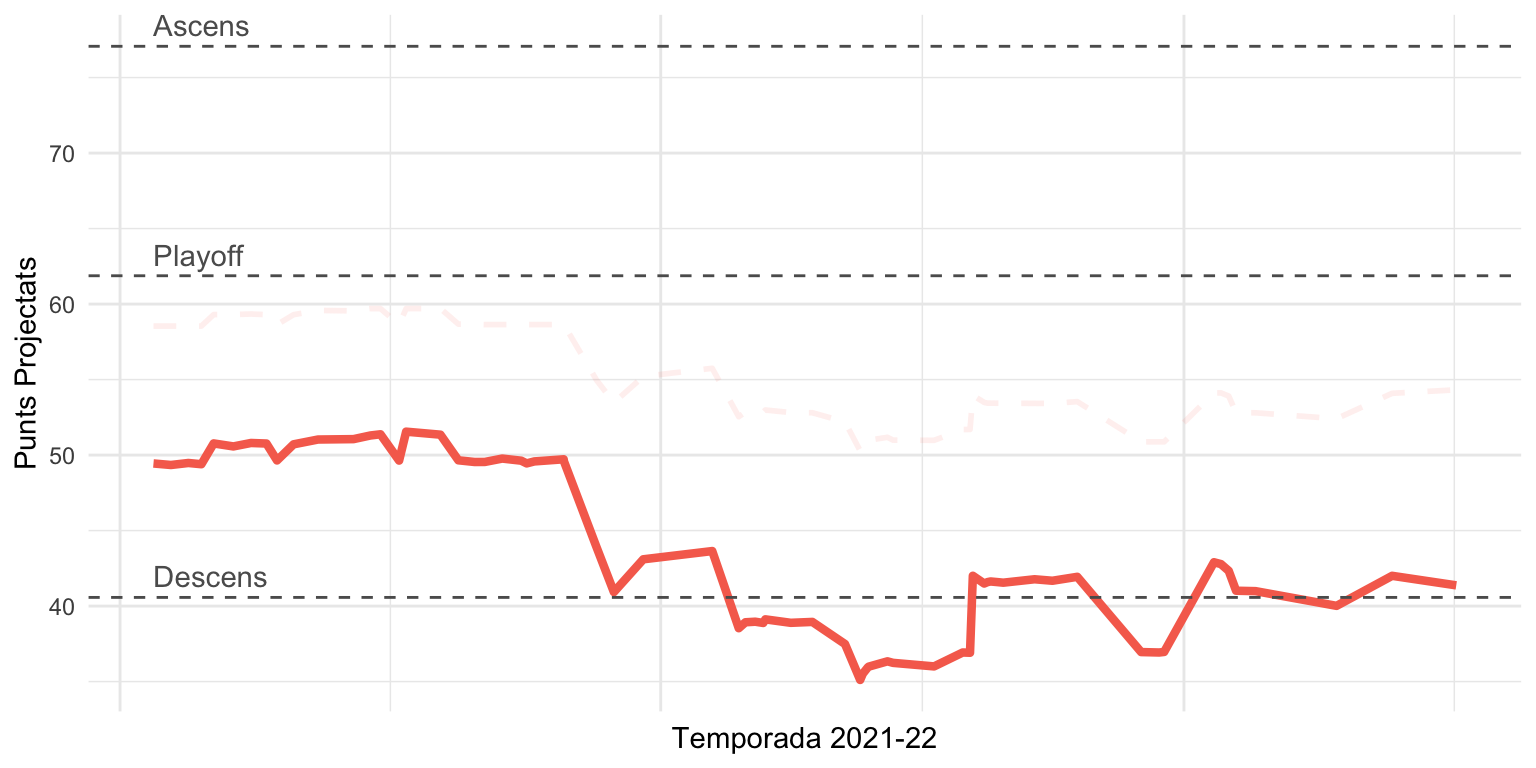 Ascens
70
Playoff
60
50
Descens
40
Punts Projectats
Temporada 2021-22